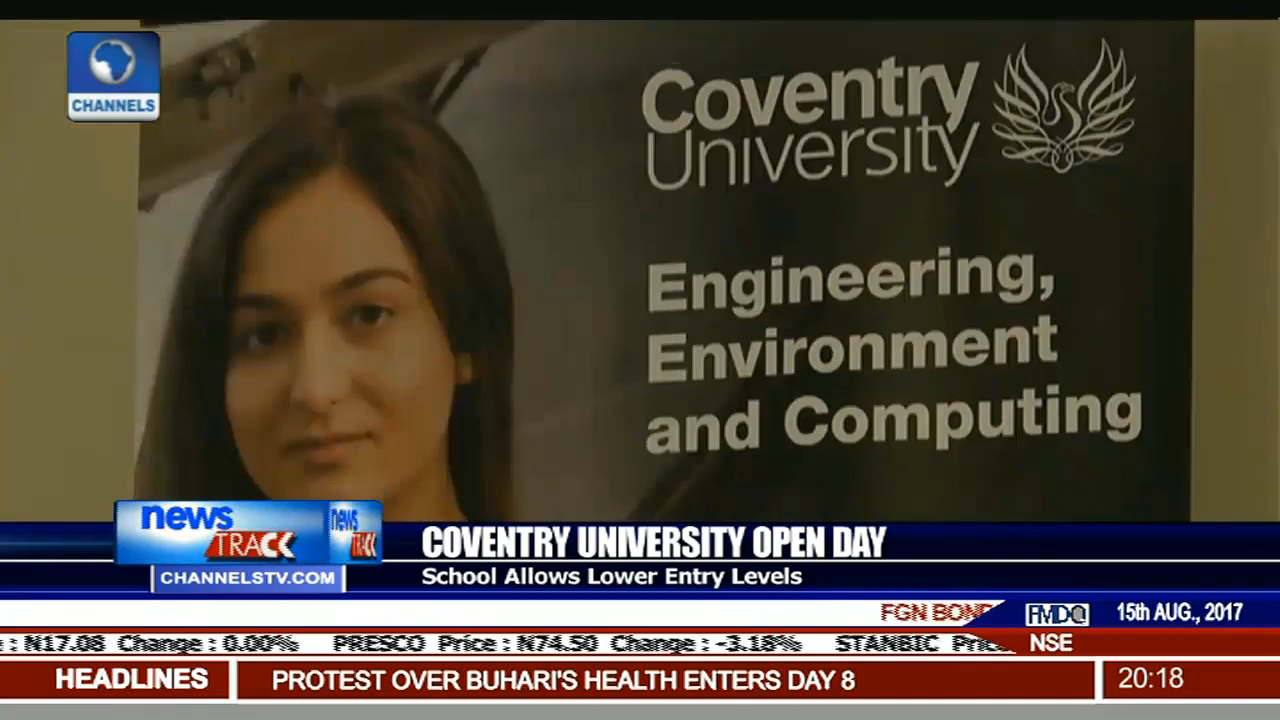 CHANNELS
Coventry
University
Engineering,
Environment
and Computing
news
TRACK
news
TRACK
CHANNELSTV.COM
COVENTRY UNIVERSITY OPEN DAY
School Allows Lower Entry Levels
FGN BOND
FMDQ
15th AUG., 2017
: N17.08 Change : 0.00% PRESCO Price : N74.50 Change : -3.18% STANBIC
NSE
HEADLINES
PROTEST OVER BUHARI'S HEALTH ENTERS DAY 8
20:18